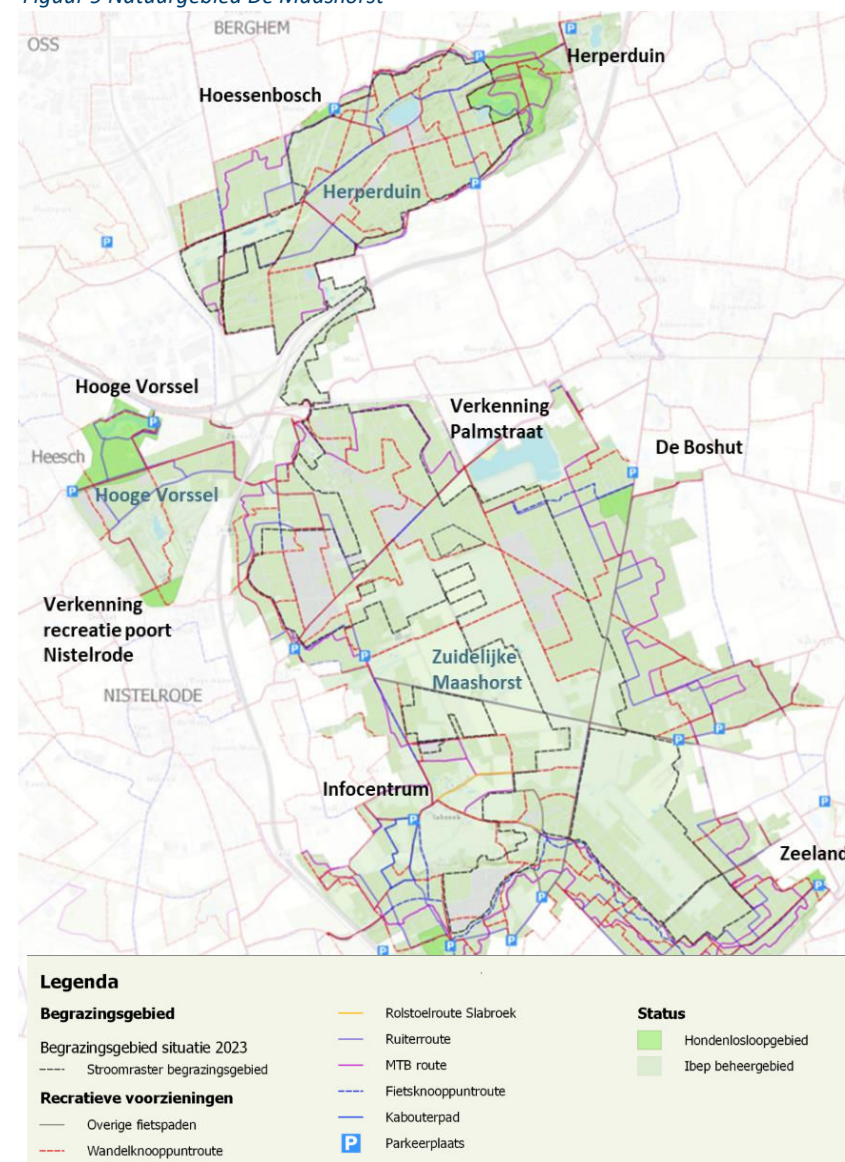 Figuur 5 Natuurgebied De Maashorst
OSS
BERGHEM
Herperduin
Hoessenbosch
P
P
P
Herperduin
P
P
Hooge Vorssel
P
Verkenning
Palmstraat
De Boshut
Heesch
P
P
Hooge Vorssel
Verkenning
recreatie poort
Nistelrode
P
P
Zuidelijke
Maashorst
NISTELRODE
P
P
Infocentrum
P
P
Slabroek
Zeeland
P
P
P
P
P
Legenda
Begrazingsgebied
Begrazingsgebied situatie 2023
Stroomraster begrazingsgebied
Recratieve voorzieningen
Overige fietspaden
Wandelknooppuntroute
Rolstoelroute Slabroek
Ruiterroute
MTB route
Fietsknooppuntroute
Kabouterpad
P Parkeerplaats
Status
Hondenlosloopgebied
Ibep beheergebied